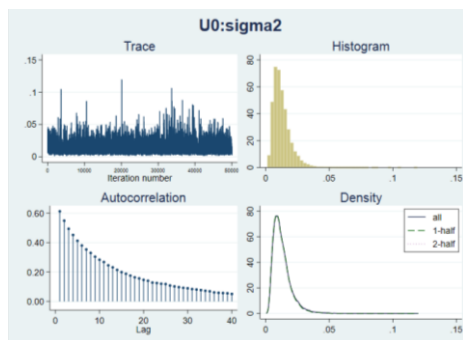 U0:sigma2
Trace
.15
.1
.05
0
0 10000 20000 30000 40000 50000
Iteration number
Histogram
80
60
40
20
0
0 .05 .1 .15
Autocorrelation
0.60
0.40
0.20
0.00
0 10 20 30 40
Lag
Density
80
60
40
20
0
0 .05 .1 .15
all
1-half
2-half